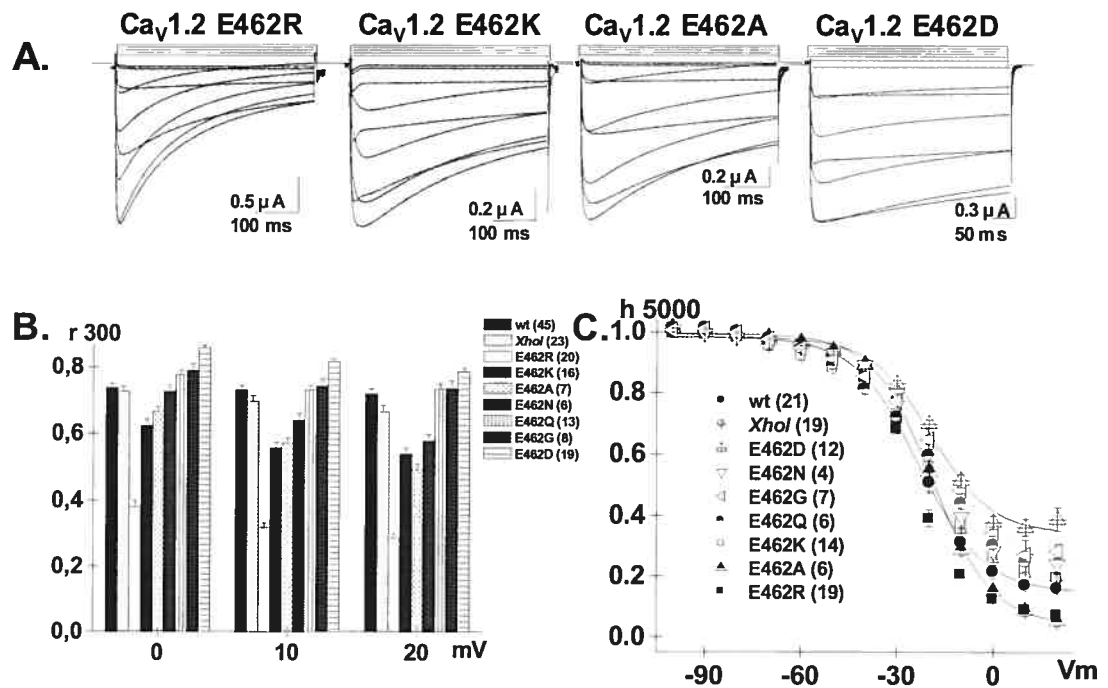 A.
Cav1.2 E462R
Cav1.2 E462K
Cav1.2 E462A
Cav1.2 E462D
0.5 µA
100 ms
0.2 µA
100 ms
0.2 µA
100 ms
0.3 µA
50 ms
B.
r 300
0,8
0,6
0,4
0,2
0,0
0
10
20
mV
wt (45)
XhoI (23)
E462R (20)
E462K (16)
E462A (7)
E462N (6)
E462Q (13)
E462G (8)
E462D (19)
C.
h 5000
1.0
0.8
0.6
0.4
0.2
0.0
-90
-60
-30
0
Vm
wt (21)
XhoI (19)
E462D (12)
E462N (4)
E462G (7)
E462Q (6)
E462K (14)
E462A (6)
E462R (19)